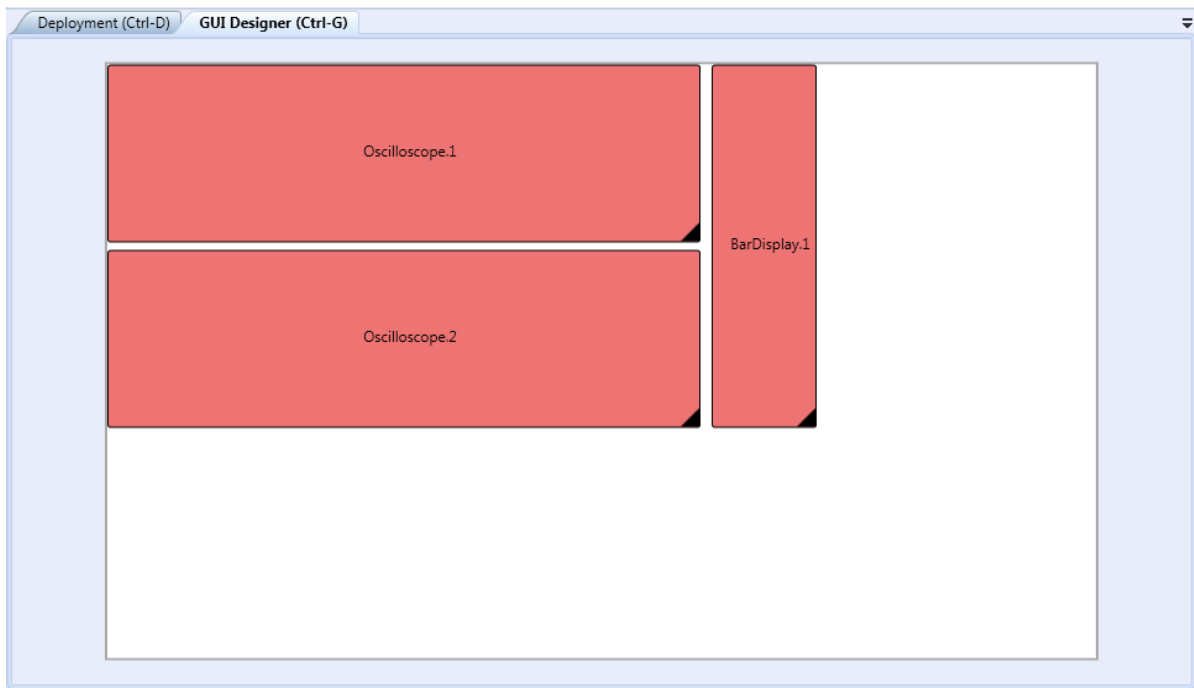 Deployment (Ctrl-D) GUI Designer (Ctrl-G)
Oscilloscope.1
BarDisplay.1
Oscilloscope.2